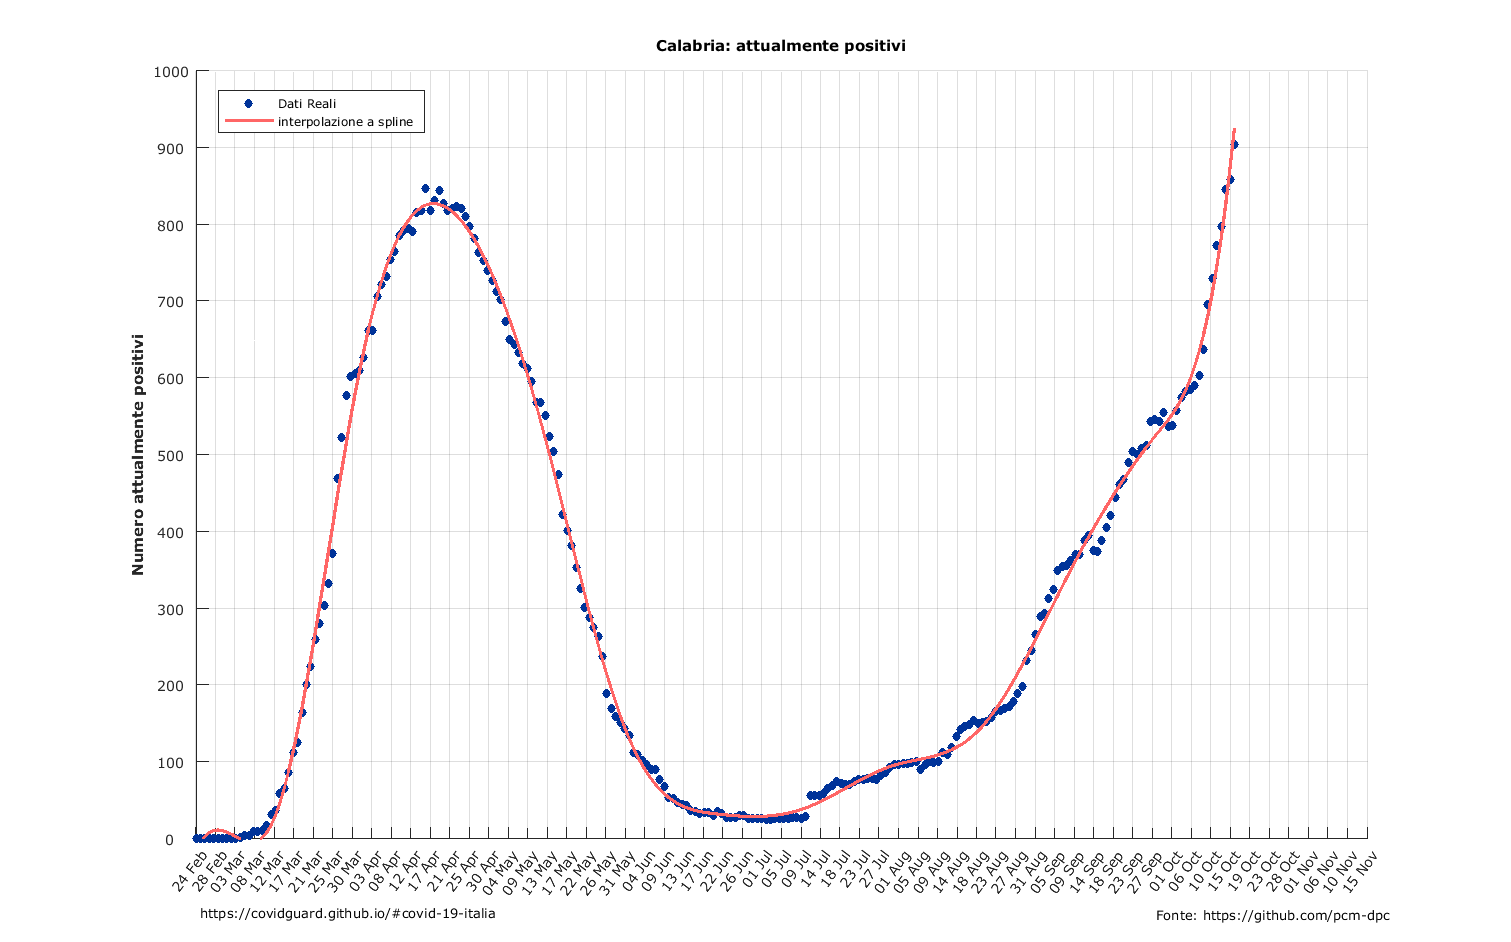 Calabria: attualmente positivi
Dati Reali
interpolazione a spline
Numero attualmente positivi
1000
900
800
700
600
500
400
300
200
100
0
24 Feb
28 Feb
03 Mar
08 Mar
12 Mar
17 Mar
21 Mar
25 Mar
30 Mar
03 Apr
08 Apr
12 Apr
17 Apr
21 Apr
25 Apr
30 Apr
04 May
09 May
13 May
17 May
22 May
26 May
31 May
04 Jun
09 Jun
13 Jun
17 Jun
22 Jun
26 Jun
01 Jul
05 Jul
09 Jul
14 Jul
18 Jul
23 Jul
27 Jul
01 Aug
05 Aug
09 Aug
14 Aug
18 Aug
23 Aug
27 Aug
31 Aug
05 Sep
09 Sep
14 Sep
18 Sep
23 Sep
27 Sep
01 Oct
06 Oct
10 Oct
15 Oct
19 Oct
23 Oct
28 Oct
01 Nov
06 Nov
10 Nov
15 Nov
https://covidguard.github.io/#covid-19-italia
Fonte: https://github.com/pcm-dpc